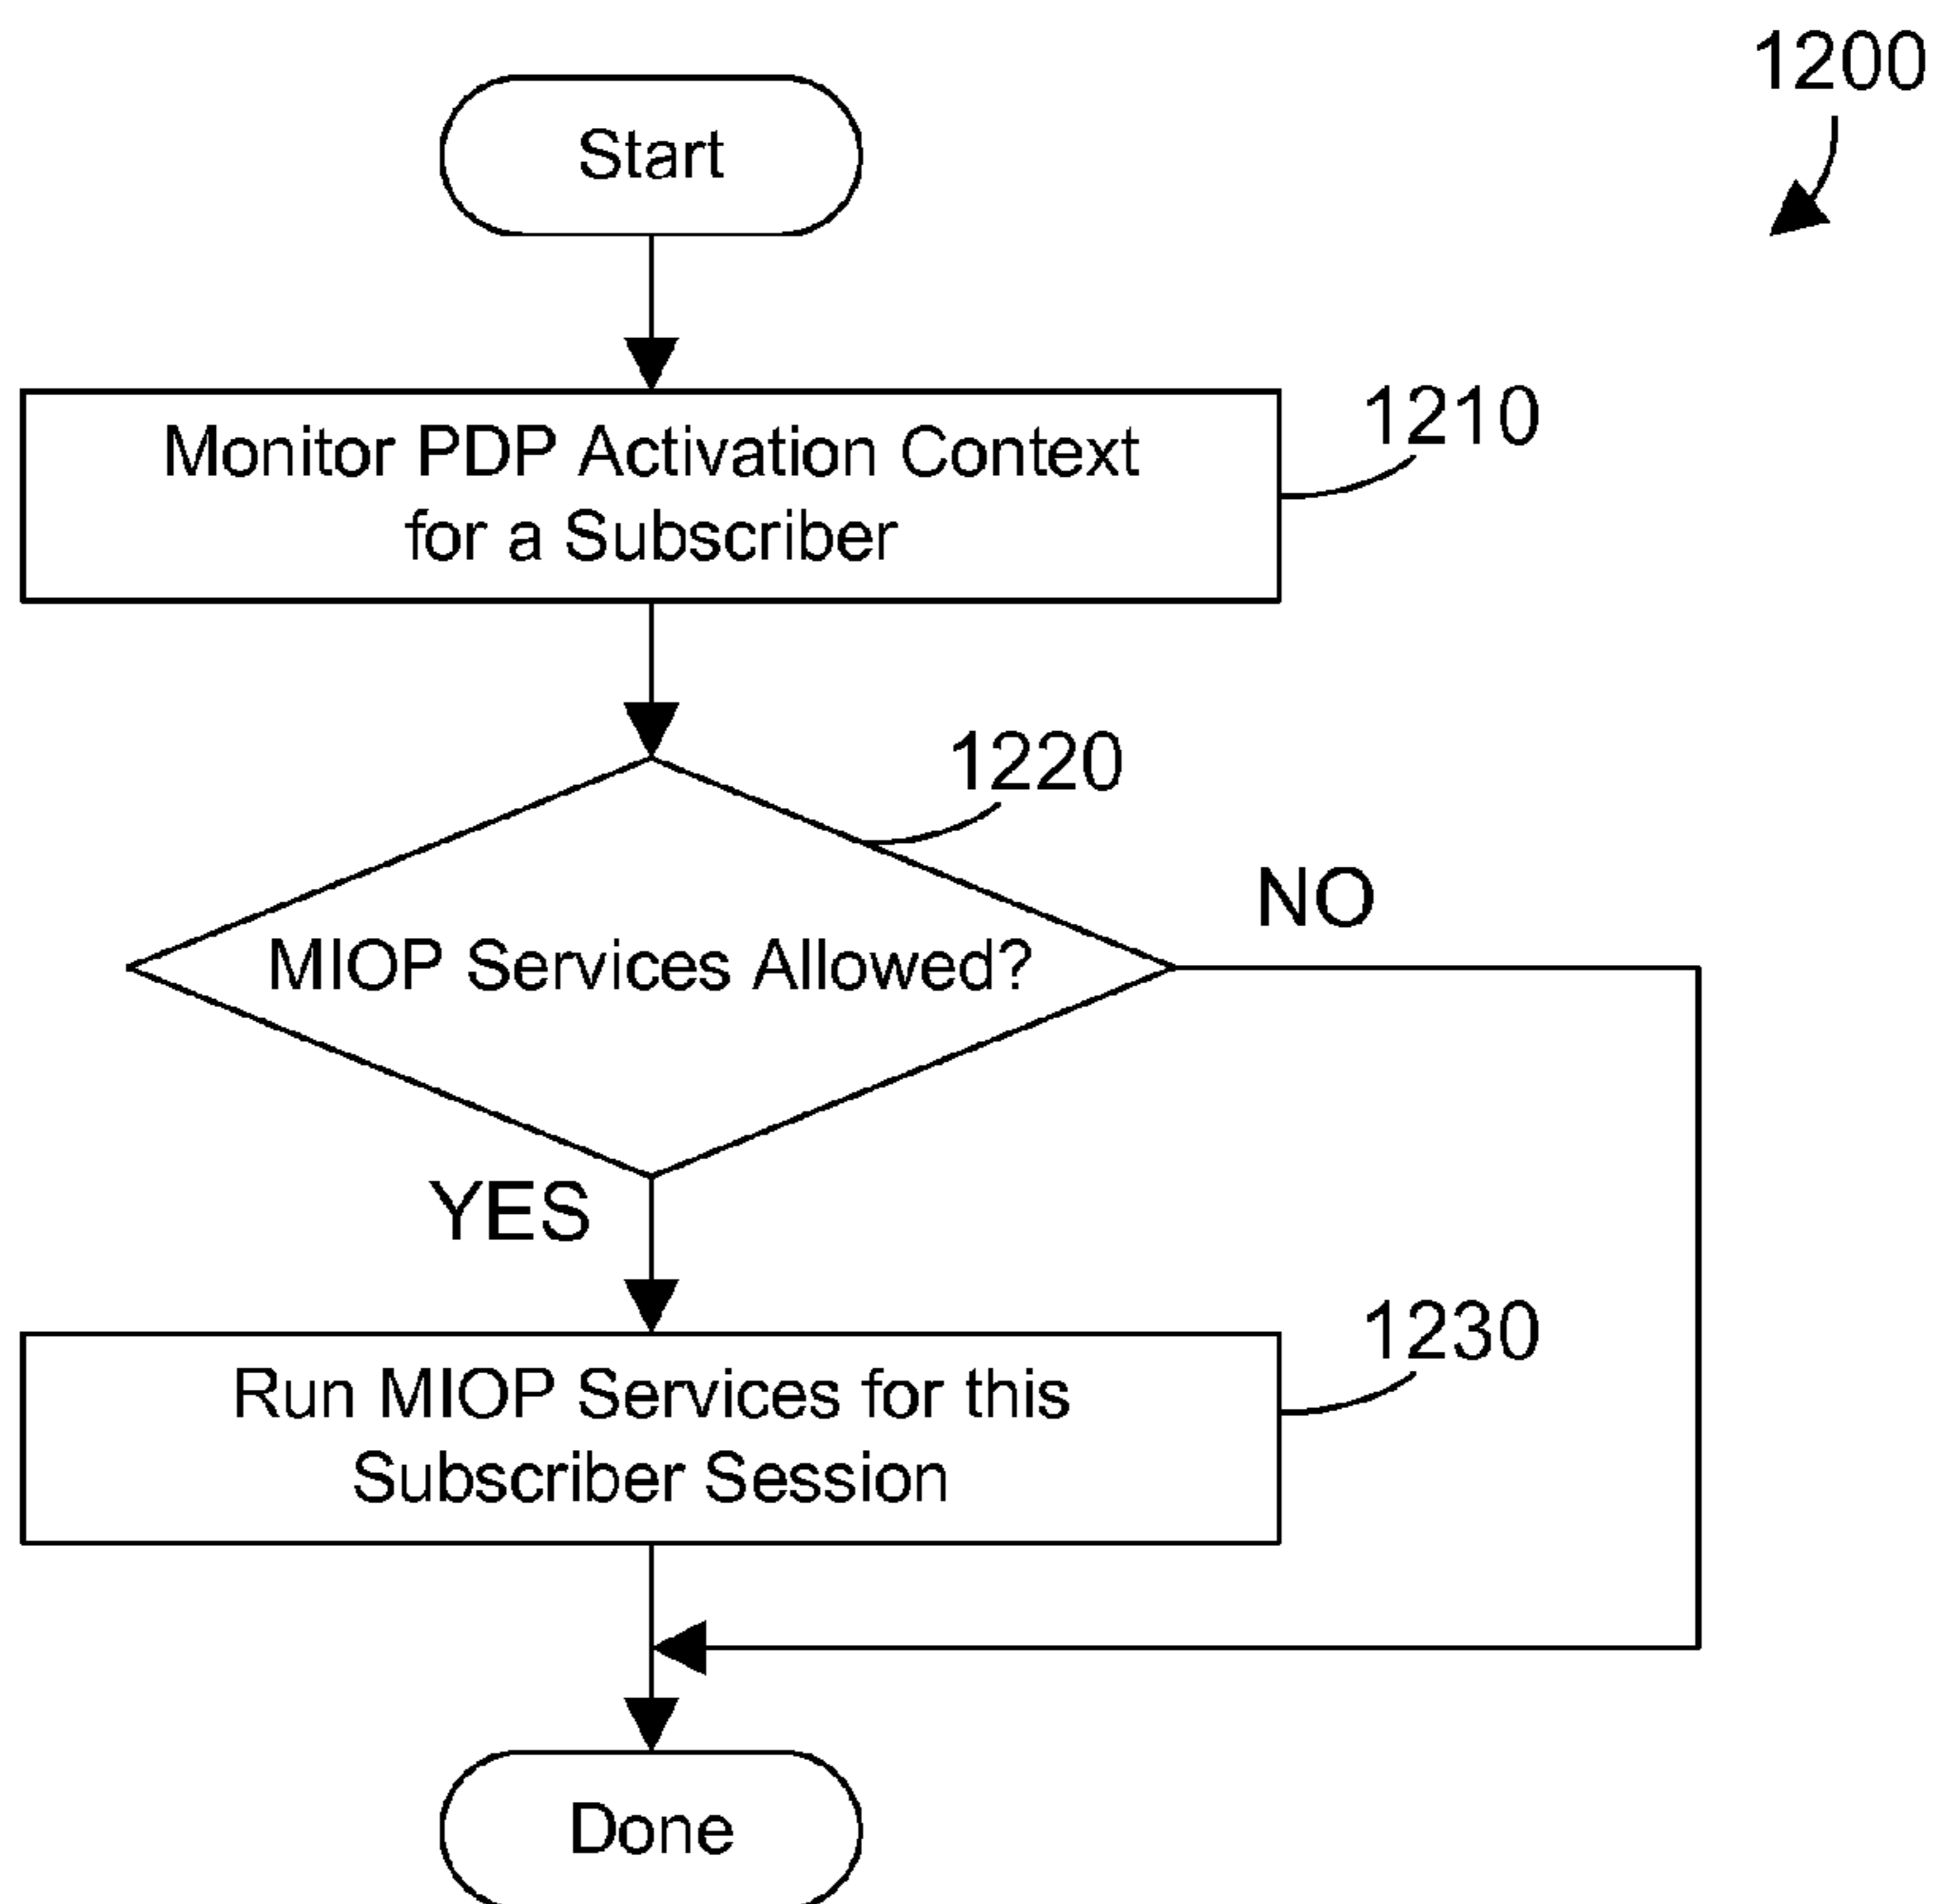 1200
Start
1210
Monitor PDP Activation Context
for a Subscriber
1220
NO
MIOP Services Allowed?
YES
1230
Run MIOP Services for this
Subscriber Session
Done